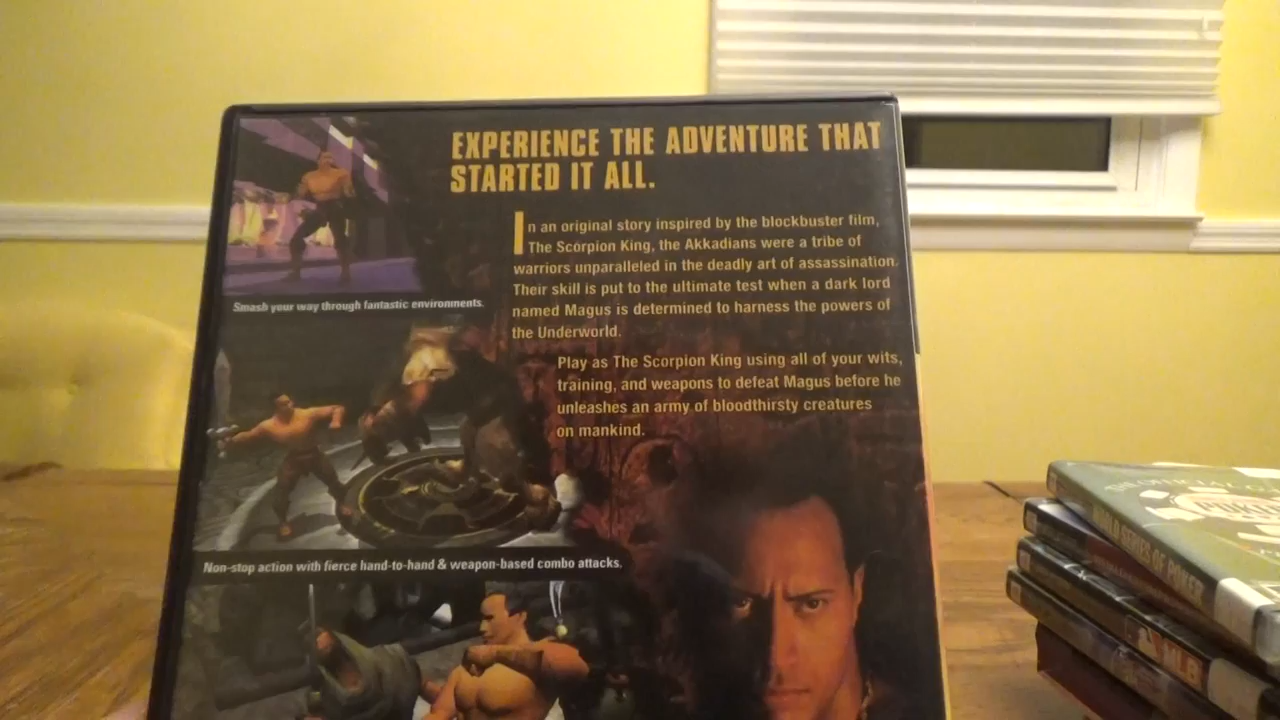 EXPERIENCE THE ADVENTURE THAT
STARTED IT ALL.
In an original story inspired by the blockbuster film,
The Scorpion King, the Akkadians were a tribe of
warriors unparalleled in the deadly art of assassination.
Their skill is put to the ultimate test when a dark lord
named Magus is determined to harness the powers of
the Underworld.
Smash your way through fantastic environments.
Play as The Scorpion King using all of your wits,
training, and weapons to defeat Magus before he
unleashes an army of bloodthirsty creatures
on mankind.
Non-stop action with fierce hand-to-hand & weapon-based combo attacks.
THE OFFICIAL
WORLD SERIES OF POKER
MLB